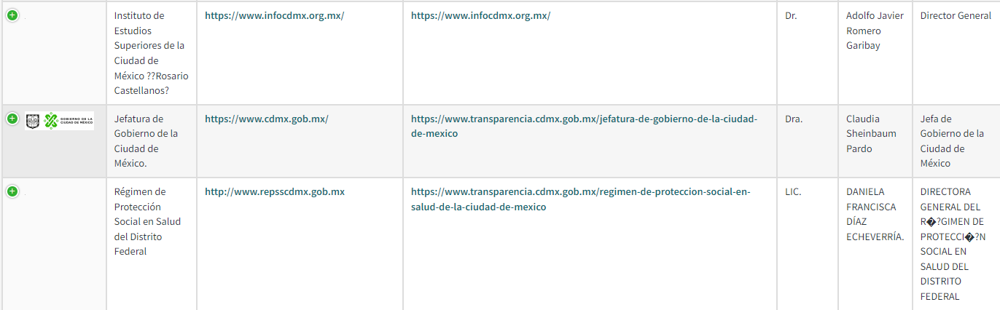 Instituto de
Estudios
Superiores de la
Ciudad de
México ??Rosario
Castellanos?
https://www.infocdmx.org.mx/
https://www.infocdmx.org.mx/
Dr.
Adolfo Javier
Romero
Garibay
Director General
GOBIERNO DE LA
CIUDAD DE MÉXICO
Jefatura de
Gobierno de la
Ciudad de
México.
https://www.cdmx.gob.mx/
https://www.transparencia.cdmx.gob.mx/jefatura-de-gobierno-de-la-ciudad-
de-mexico
Dra.
Claudia
Sheinbaum
Pardo
Jefa de
Gobierno de la
Ciudad de
México
Régimen de
Protección
Social en Salud
del Distrito
Federal
http://www.repsscdmx.gob.mx
https://www.transparencia.cdmx.gob.mx/regimen-de-proteccion-social-en-
salud-de-la-ciudad-de-mexico
LIC.
DANIELA
FRANCISCA
DÍAZ
ECHEVERRÍA.
DIRECTORA
GENERAL DEL
R�?GIMEN DE
PROTECCI�?N
SOCIAL EN
SALUD DEL
DISTRITO
FEDERAL